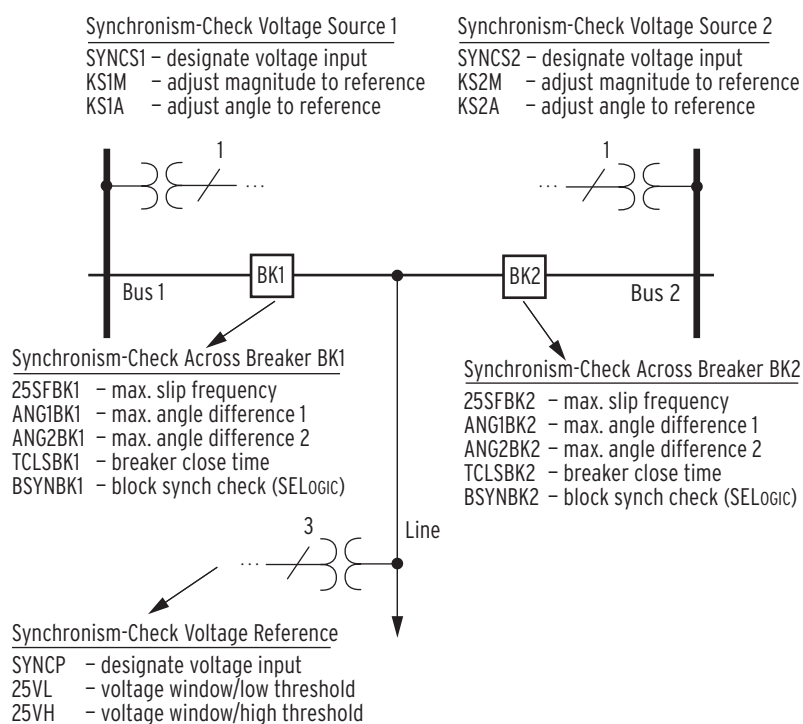 Synchronism-Check Voltage Source 1
SYNCS1 – designate voltage input
KS1M – adjust magnitude to reference
KS1A – adjust angle to reference
Synchronism-Check Voltage Source 2
SYNCS2 – designate voltage input
KS2M – adjust magnitude to reference
KS2A – adjust angle to reference
1
...
1
...
Bus 1
BK1
BK2
Bus 2
Synchronism-Check Across Breaker BK1
25SFBK1 – max. slip frequency
ANG1BK1 – max. angle difference 1
ANG2BK1 – max. angle difference 2
TCLSBK1 – breaker close time
BSYNBK1 – block synch check (SELOGIC)
Synchronism-Check Across Breaker BK2
25SFBK2 – max. slip frequency
ANG1BK2 – max. angle difference 1
ANG2BK2 – max. angle difference 2
TCLSBK2 – breaker close time
BSYNBK2 – block synch check (SELOGIC)
3
...
Line
Synchronism-Check Voltage Reference
SYNCP – designate voltage input
25VL – voltage window/low threshold
25VH – voltage window/high threshold